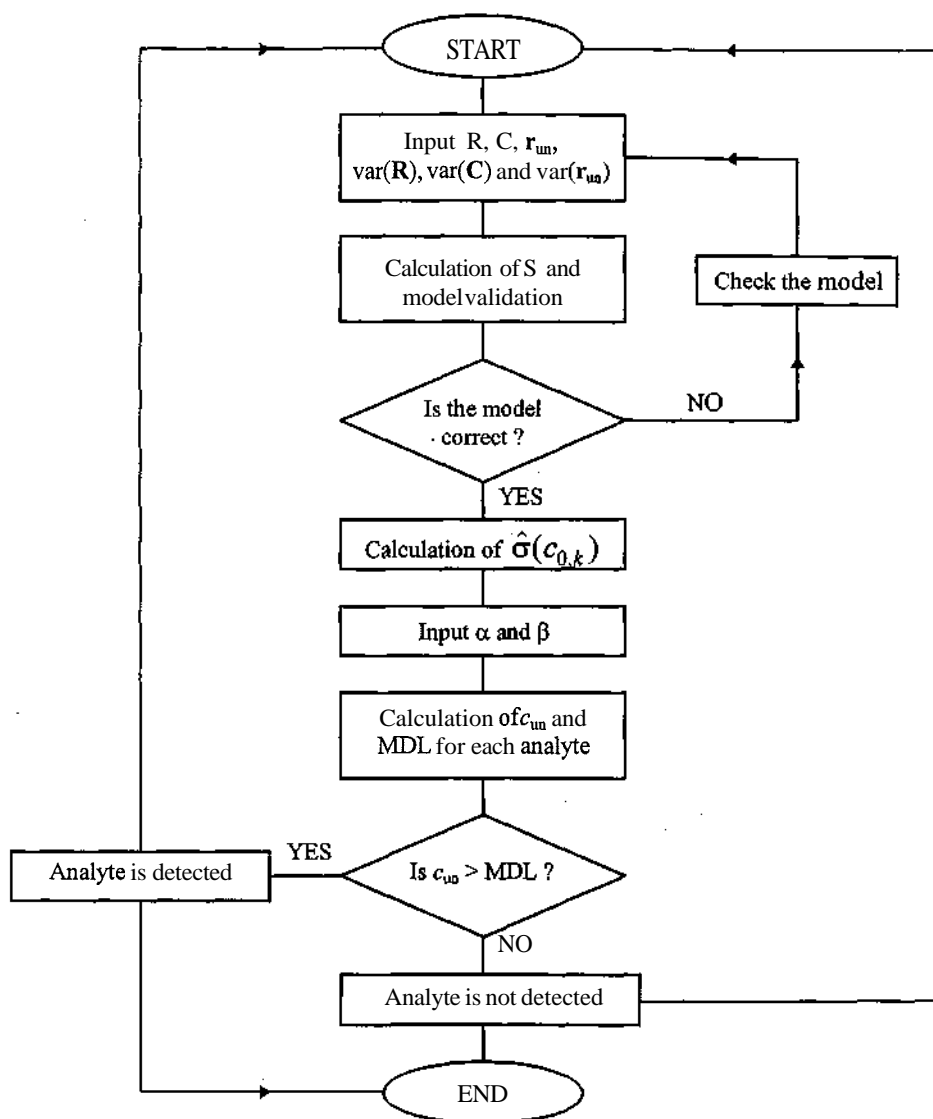 START
Input R, C, r_un,
var(R), var(C) and var(r_un)
Calculation of S and
model validation
Check the model
Is the model
correct ?
NO
YES
Calculation of σ̂(c_0,k)
Input α and β
Calculation of c_un and
MDL for each analyte
YES
Analyte is detected
Is c_un > MDL ?
NO
Analyte is not detected
END